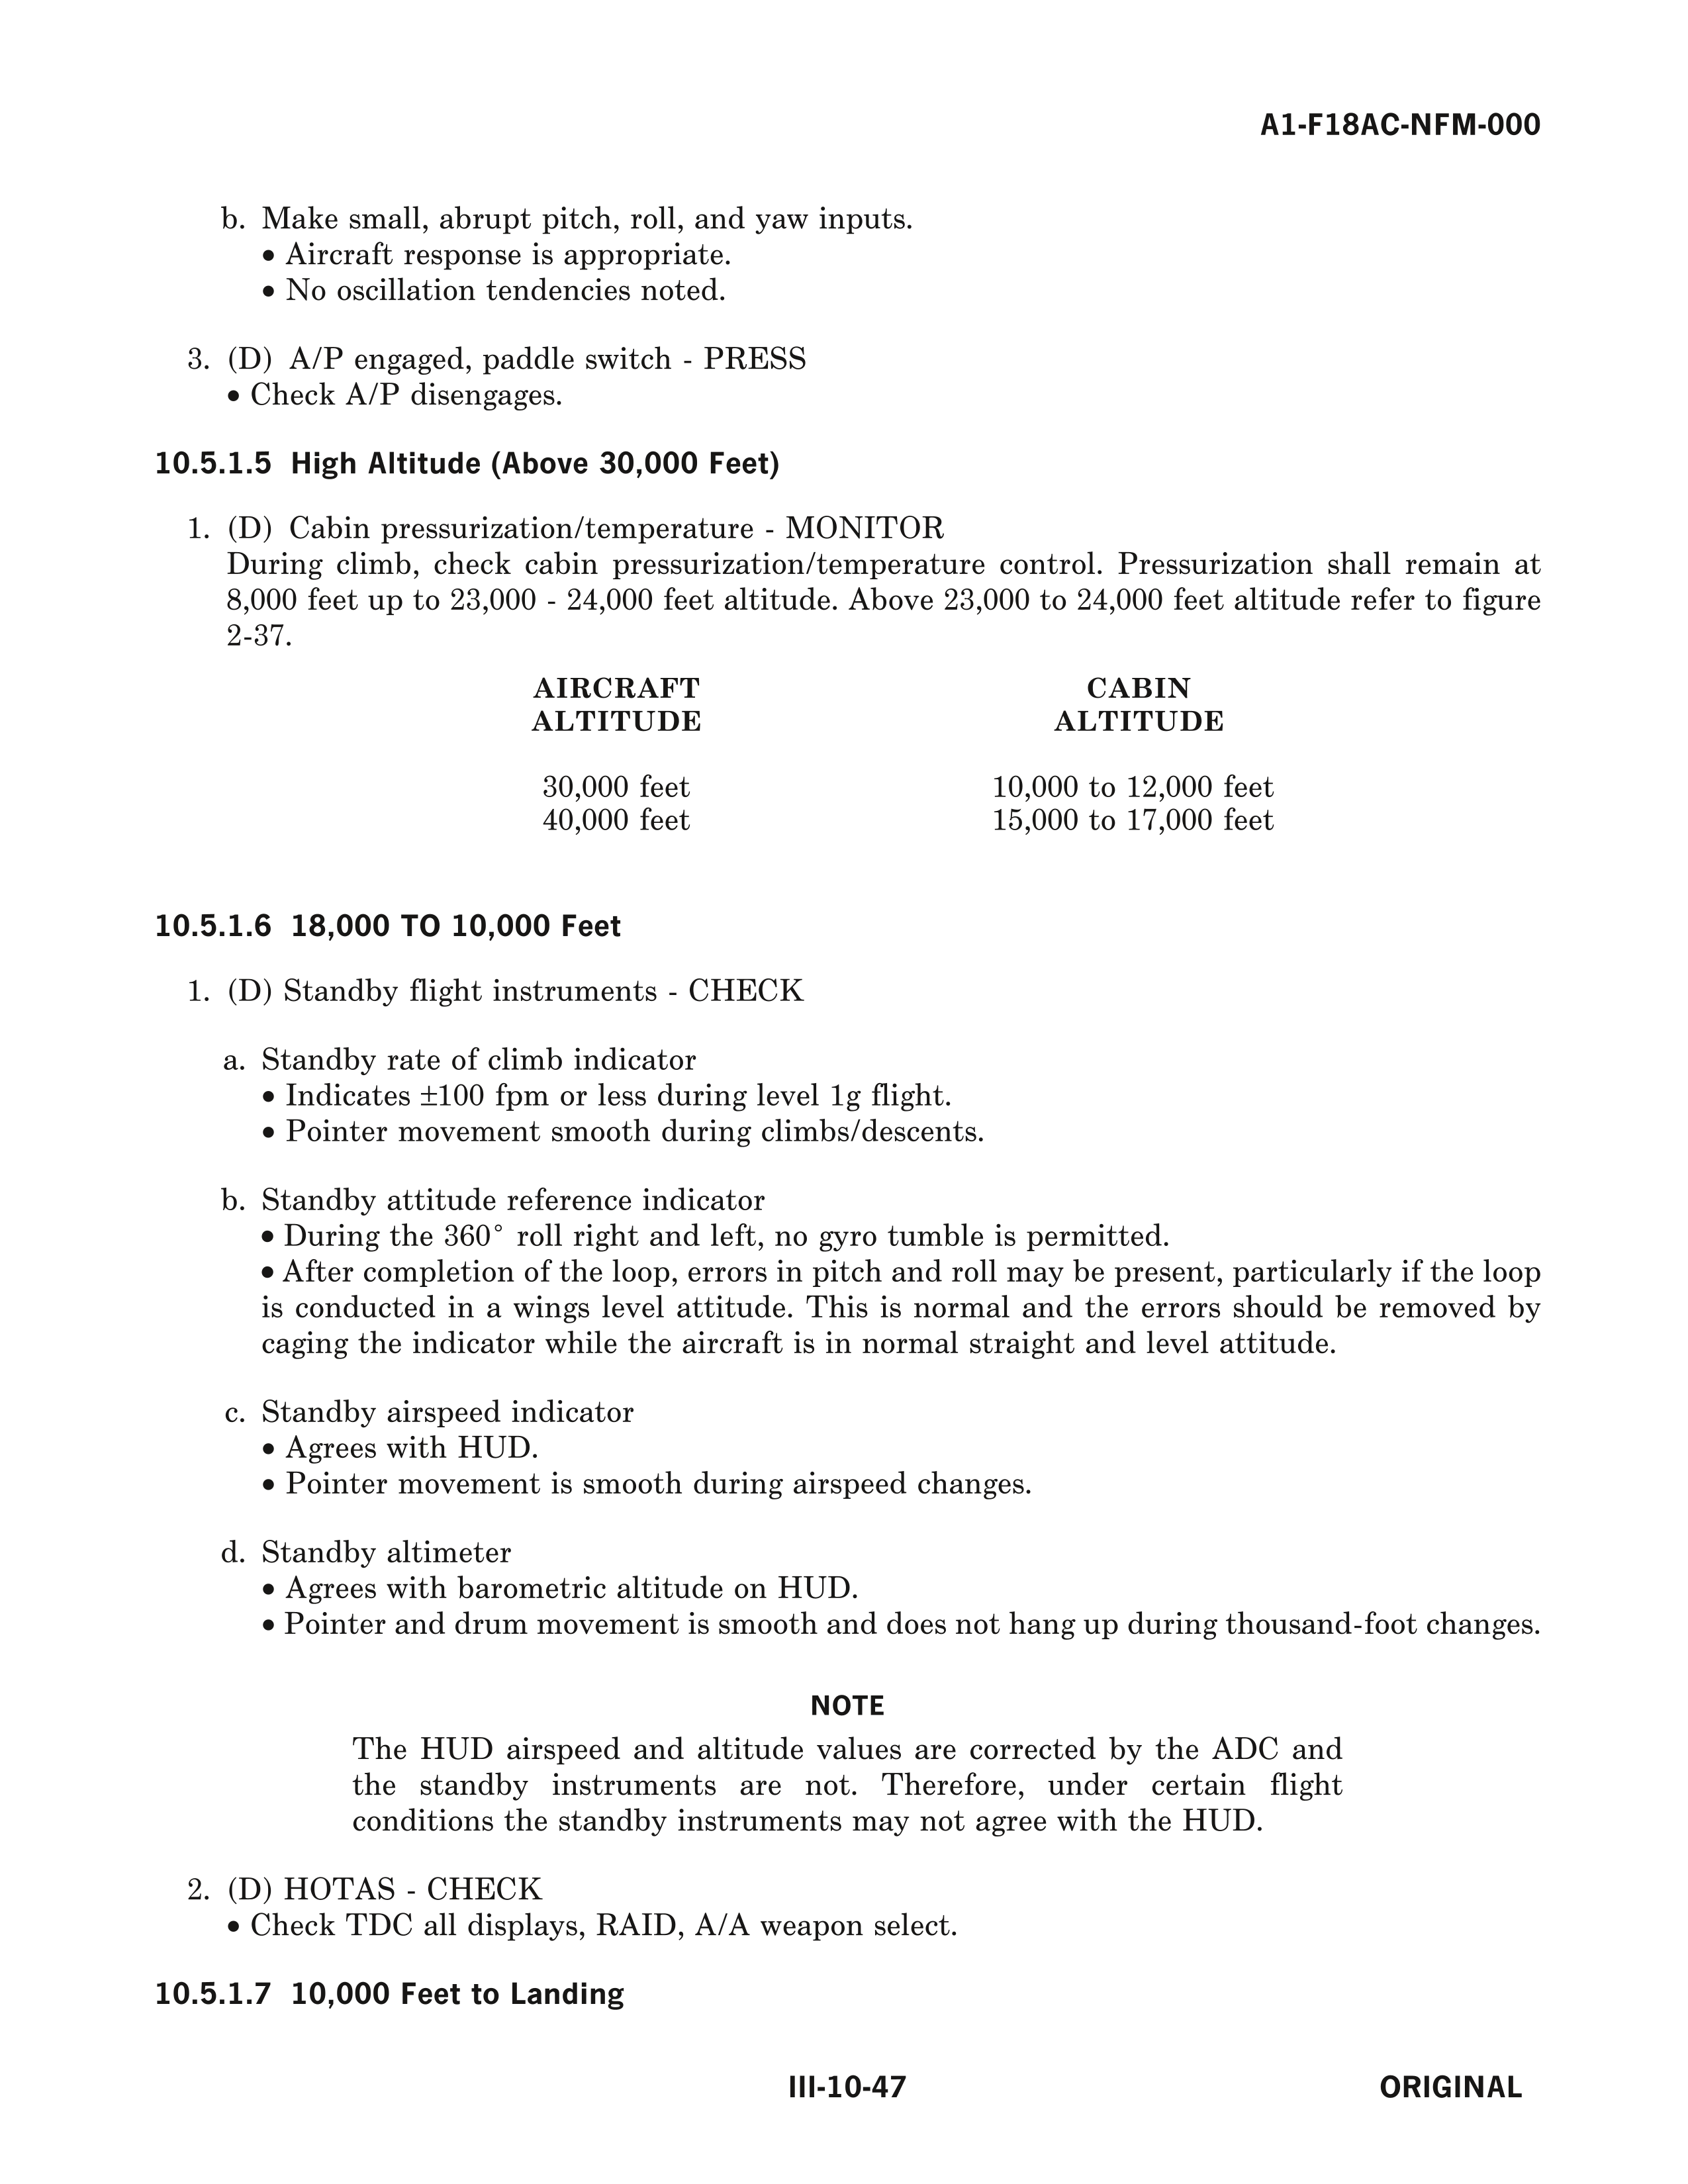 A1-F18AC-NFM-000
b. Make small, abrupt pitch, roll, and yaw inputs.
• Aircraft response is appropriate.
• No oscillation tendencies noted.
3. (D) A/P engaged, paddle switch - PRESS
• Check A/P disengages.
10.5.1.5 High Altitude (Above 30,000 Feet)
1. (D) Cabin pressurization/temperature - MONITOR
During climb, check cabin pressurization/temperature control. Pressurization shall remain at
8,000 feet up to 23,000 - 24,000 feet altitude. Above 23,000 to 24,000 feet altitude refer to figure
2-37.
AIRCRAFT CABIN
ALTITUDE ALTITUDE
30,000 feet 10,000 to 12,000 feet
40,000 feet 15,000 to 17,000 feet
10.5.1.6 18,000 TO 10,000 Feet
1. (D) Standby flight instruments - CHECK
a. Standby rate of climb indicator
• Indicates ±100 fpm or less during level 1g flight.
• Pointer movement smooth during climbs/descents.
b. Standby attitude reference indicator
• During the 360° roll right and left, no gyro tumble is permitted.
• After completion of the loop, errors in pitch and roll may be present, particularly if the loop
is conducted in a wings level attitude. This is normal and the errors should be removed by
caging the indicator while the aircraft is in normal straight and level attitude.
c. Standby airspeed indicator
• Agrees with HUD.
• Pointer movement is smooth during airspeed changes.
d. Standby altimeter
• Agrees with barometric altitude on HUD.
• Pointer and drum movement is smooth and does not hang up during thousand-foot changes.
NOTE
The HUD airspeed and altitude values are corrected by the ADC and
the standby instruments are not. Therefore, under certain flight
conditions the standby instruments may not agree with the HUD.
2. (D) HOTAS - CHECK
• Check TDC all displays, RAID, A/A weapon select.
10.5.1.7 10,000 Feet to Landing
III-10-47 ORIGINAL